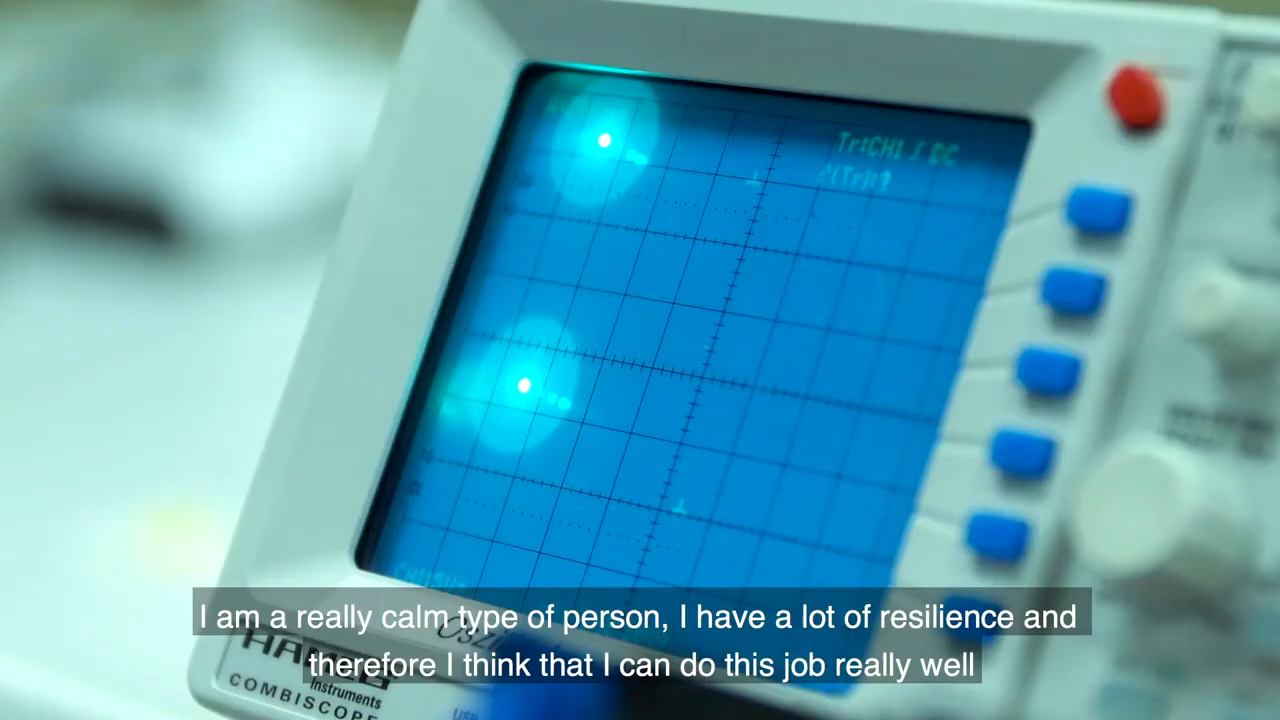 Tr:CH1 / DC
I am a really calm type of person, I have a lot of resilience and
therefore I think that I can do this job really well
Instruments
COMBISCOPE
USB